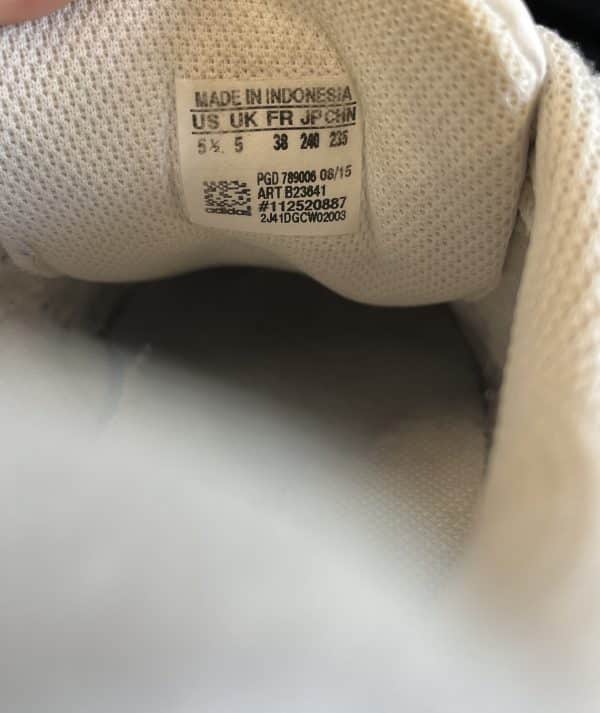 MADE IN INDONESIA
US UK FR JP CHN
5½ 5 38 240 235
PGD 789006 08/15
ART B23641
#112520887
adidas 2J41DGCW02003